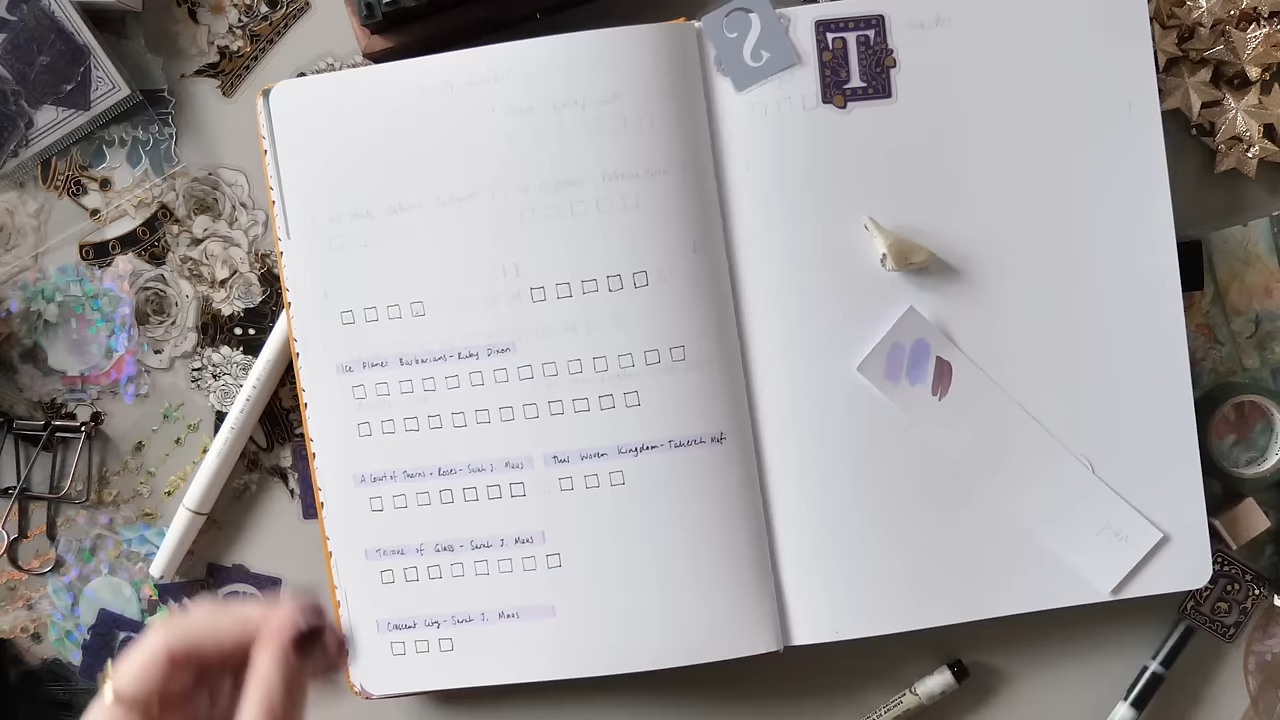 T
Ice Planet Barbarians - Ruby Dixon
A Court of Thorns + Roses - Sarah J. Maas
This Woven Kingdom - Tahereh Mafi
Throne of Glass - Sarah J. Maas
Crescent City - Sarah J. Maas
B